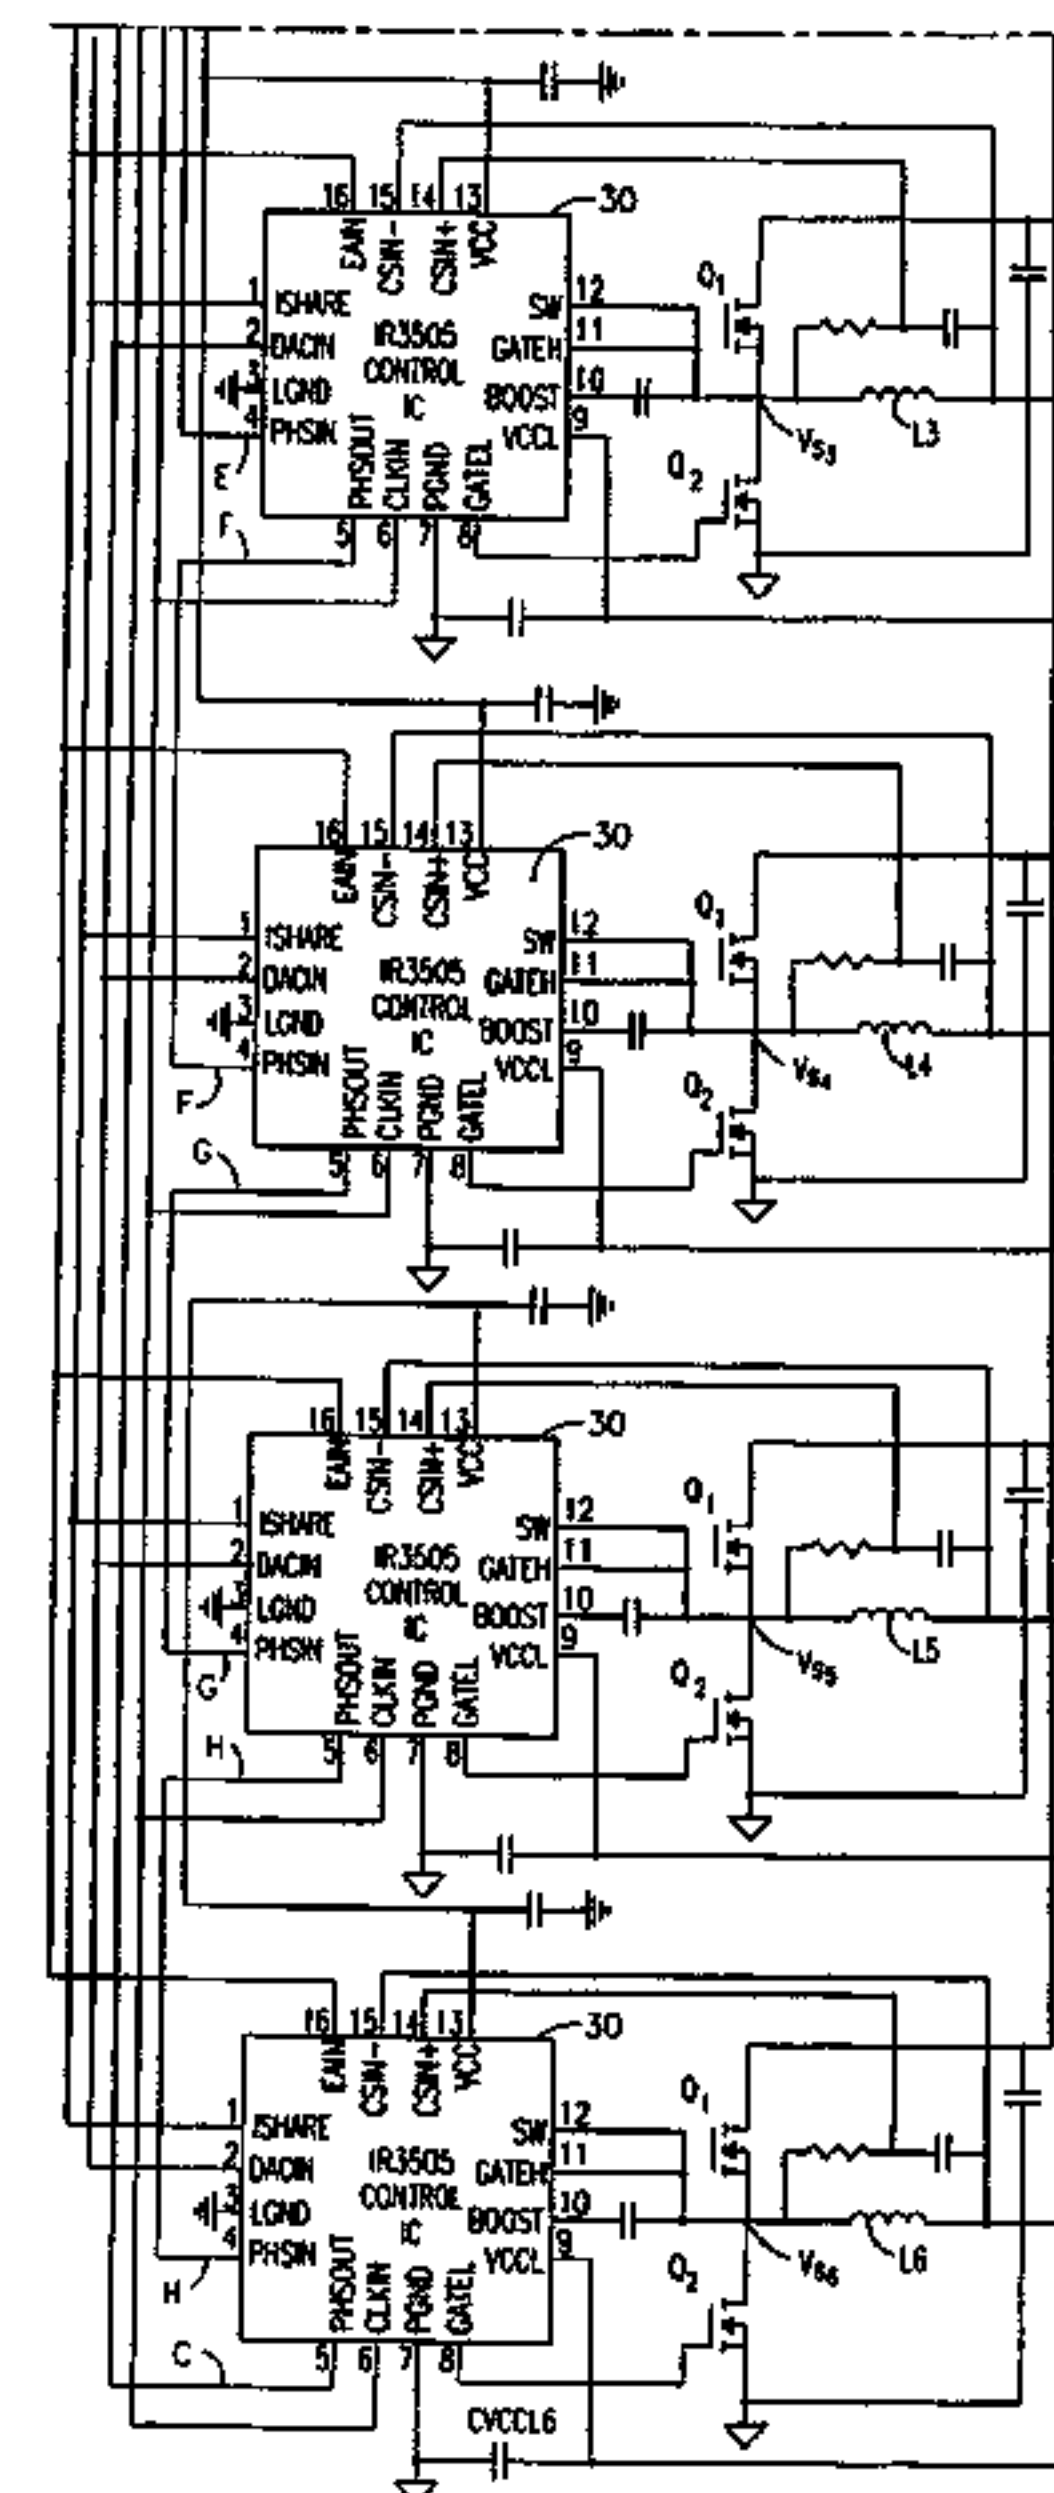 16 15 14 13
30
EAIN CSIN- CSIN+ VCC
Q1
1 ISHARE
SW 12
2 DACIN
IR3505
GATEH 11
CONTROL
3 LGND
IC
BOOST 10
4 PHSIN
VCCL 9
VS3
L3
E
PHSOUT CLKIN PGND GATEL
Q2
F
5 6 7 8
16 15 14 13
30
EAIN CSIN- CSIN+ VCC
Q1
1 ISHARE
SW 12
2 DACIN
IR3505
GATEH 11
CONTROL
3 LGND
IC
BOOST 10
4 PHSIN
VCCL 9
VS4
L4
F
PHSOUT CLKIN PGND GATEL
Q2
G
5 6 7 8
16 15 14 13
30
EAIN CSIN- CSIN+ VCC
Q1
1 ISHARE
SW 12
2 DACIN
IR3505
GATEH 11
CONTROL
3 LGND
IC
BOOST 10
4 PHSIN
VCCL 9
VS5
L5
G
PHSOUT CLKIN PGND GATEL
Q2
H
5 6 7 8
16 15 14 13
30
EAIN CSIN- CSIN+ VCC
Q1
1 ISHARE
SW 12
2 DACIN
IR3505
GATEH 11
CONTROL
3 LGND
IC
BOOST 10
4 PHSIN
VCCL 9
VS6
L6
H
PHSOUT CLKIN PGND GATEL
Q2
C
5 6 7 8
CVCCL6